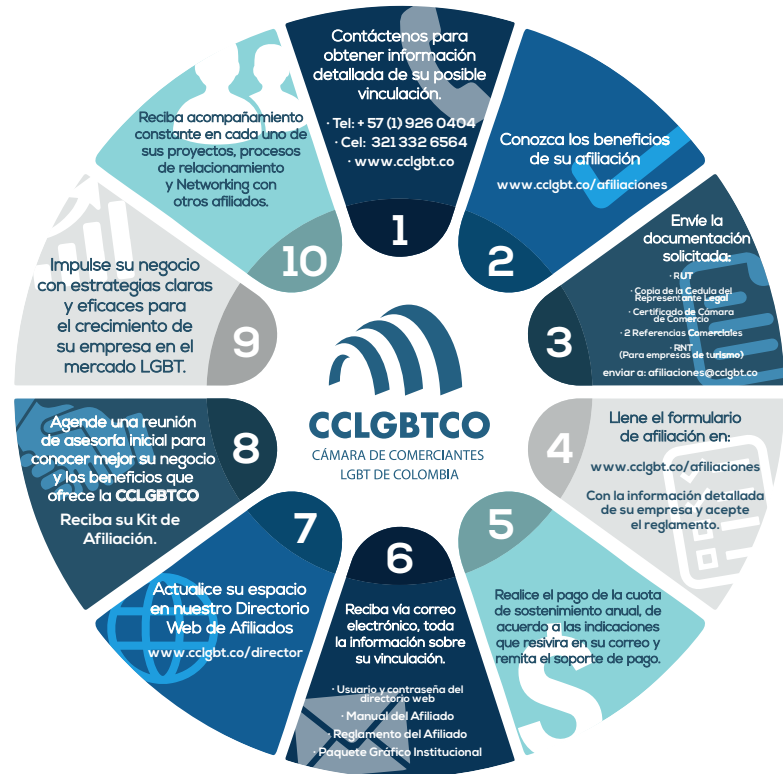 Contáctenos para
obtener información
detallada de su posible
vinculación.
· Tel: + 57 (1) 926 0404
· Cel: 321 332 6564
· www.cclgbt.co
1
Conozca los beneficios
de su afiliación
www.cclgbt.co/afiliaciones
2
Envíe la
documentación
solicitada:
· RUT
· Copia de la Cedula del
Representante Legal
· Certificado de Cámara
de Comercio
· 2 Referencias Comerciales
· RNT
(Para empresas de turismo)
enviar a: afiliaciones@cclgbt.co
3
Llene el formulario
de afiliación en:
www.cclgbt.co/afiliaciones
Con la información detallada
de su empresa y acepte
el reglamento.
4
Realice el pago de la cuota
de sostenimiento anual, de
acuerdo a las indicaciones
que resivira en su correo y
remita el soporte de pago.
5
Reciba vía correo
electrónico, toda
la información sobre
su vinculación.
· Usuario y contraseña del
directorio web
· Manual del Afiliado
· Reglamento del Afiliado
· Paquete Gráfico Institucional
6
Actualice su espacio
en nuestro Directorio
Web de Afiliados
www.cclgbt.co/director
7
Agende una reunión
de asesoría inicial para
conocer mejor su negocio
y los beneficios que
ofrece la CCLGBTCO
Reciba su Kit de
Afiliación.
8
Impulse su negocio
con estrategias claras
y eficaces para
el crecimiento de
su empresa en el
mercado LGBT.
9
Reciba acompañamiento
constante en cada uno de
sus proyectos, procesos
de relacionamiento
y Networking con
otros afiliados.
10
CCLGBTCO
CÁMARA DE COMERCIANTES
LGBT DE COLOMBIA